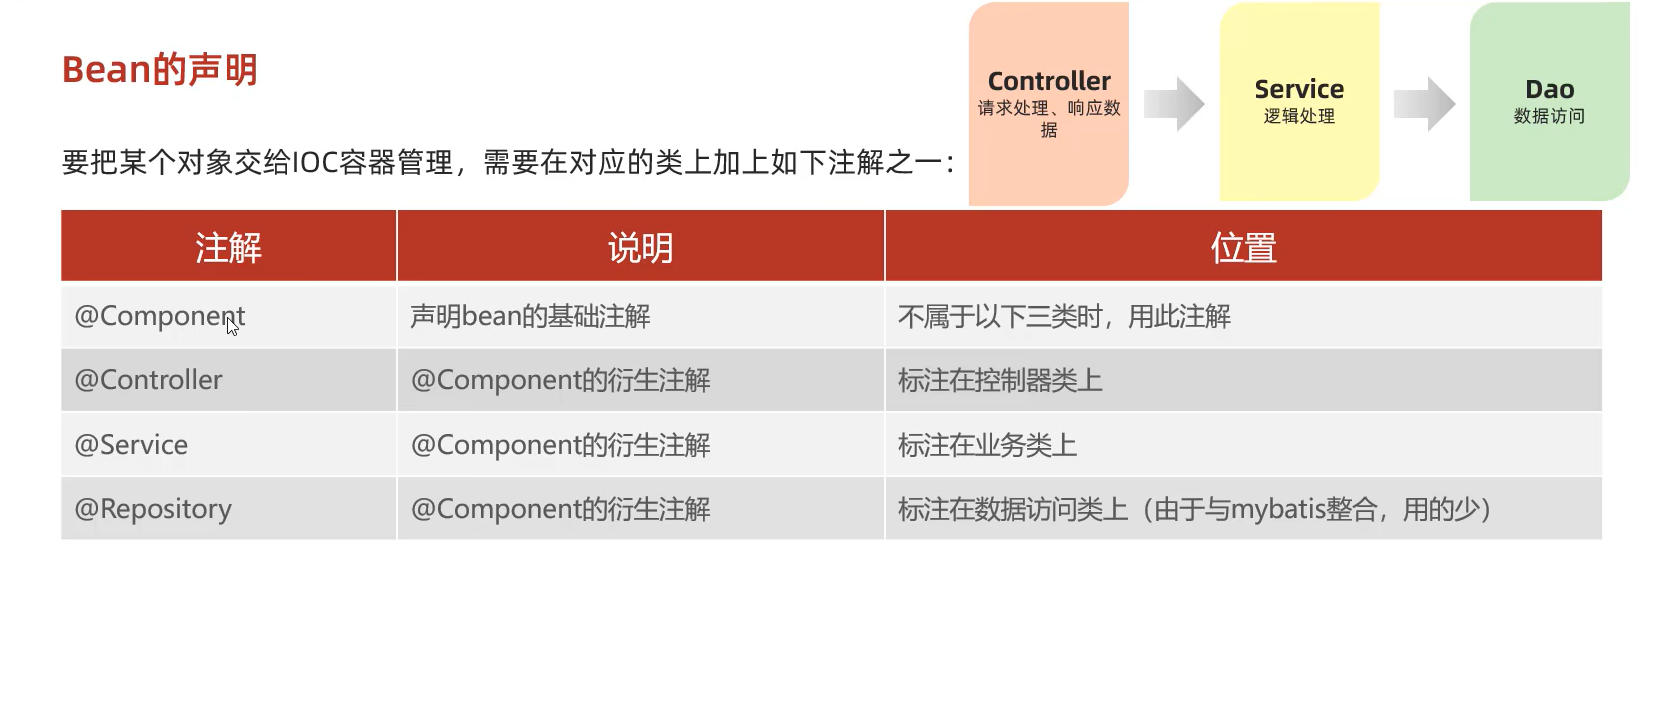 Bean的声明
Controller
请求处理、响应数
据
Service
逻辑处理
Dao
数据访问
要把某个对象交给IOC容器管理，需要在对应的类上加上如下注解之一：
注解 说明 位置
@Component 声明bean的基础注解 不属于以下三类时，用此注解
@Controller @Component的衍生注解 标注在控制器类上
@Service @Component的衍生注解 标注在业务类上
@Repository @Component的衍生注解 标注在数据访问类上（由于与mybatis整合，用的少）